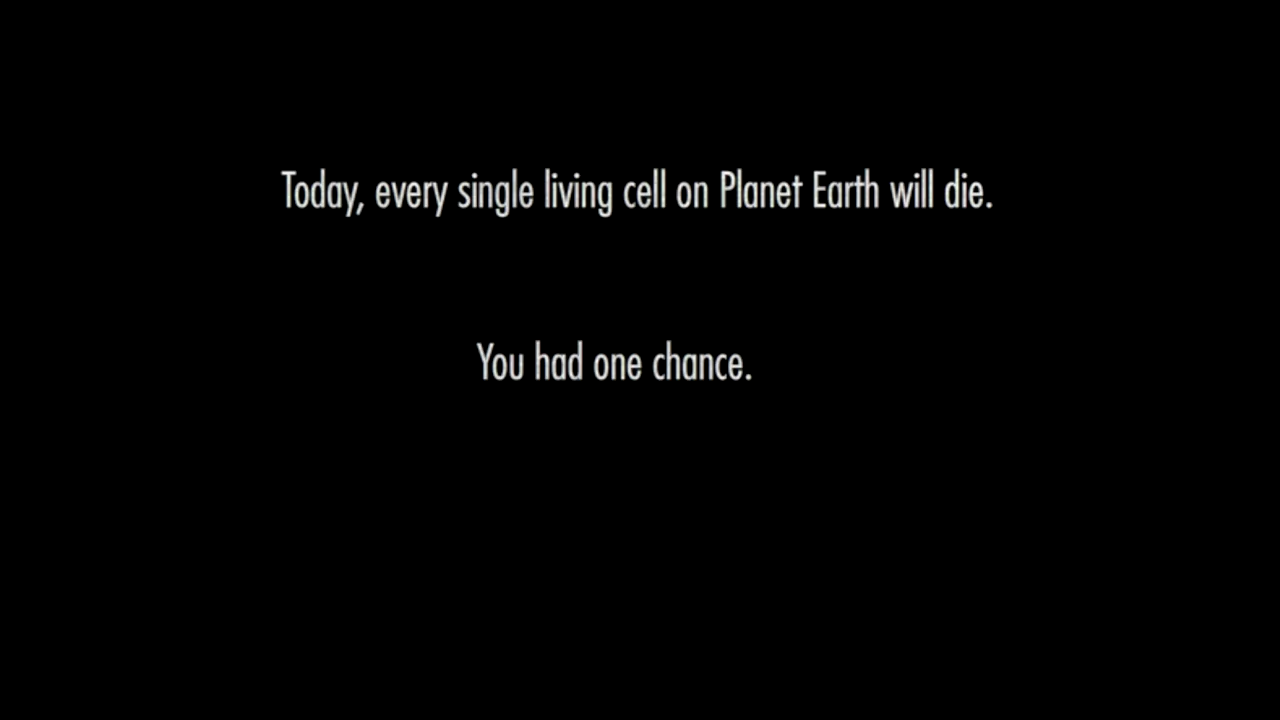 Today, every single living cell on Planet Earth will die.
You had one chance.